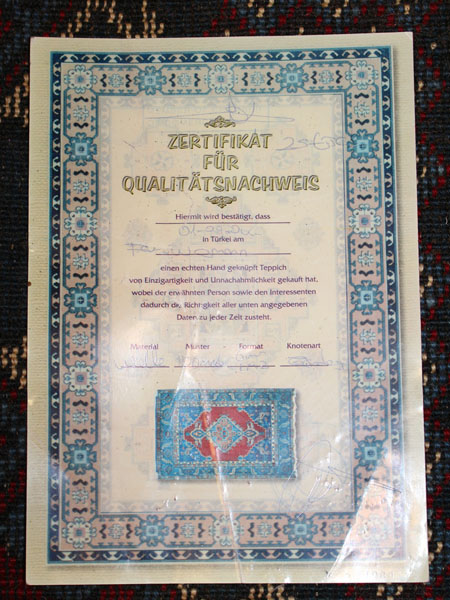 ZERTIFIKAT
FÜR
QUALITÄTSNACHWEIS
Hiermit wird bestätigt, dass
In Türkei am
einen echten Hand geknüpft Teppich
von Einzigartigkeit und Unnachahmlichkeit gekauft hat,
wobei der erwähnten Person sowie den Interessenten
dadurch die Richtigkeit aller unten angegebenen
Daten zu jeder Zeit zusteht.
Material Muster - Format Knotenart